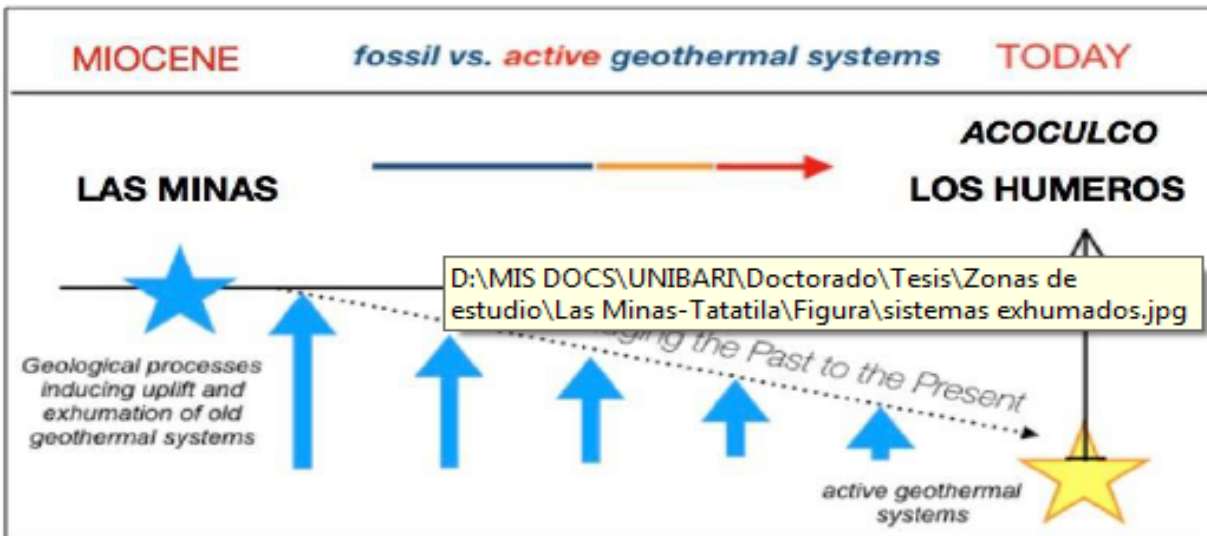 MIOCENE fossil vs. active geothermal systems TODAY
ACOCULCO
LAS MINAS LOS HUMEROS
D:\MIS DOCS\UNIBARI\Doctorado\Tesis\Zonas de
estudio\Las Minas-Tatatila\Figura\sistemas exhumados.jpg
the Past to the Present
Geological processes
inducing uplift and
exhumation of old
geothermal systems
active geothermal
systems